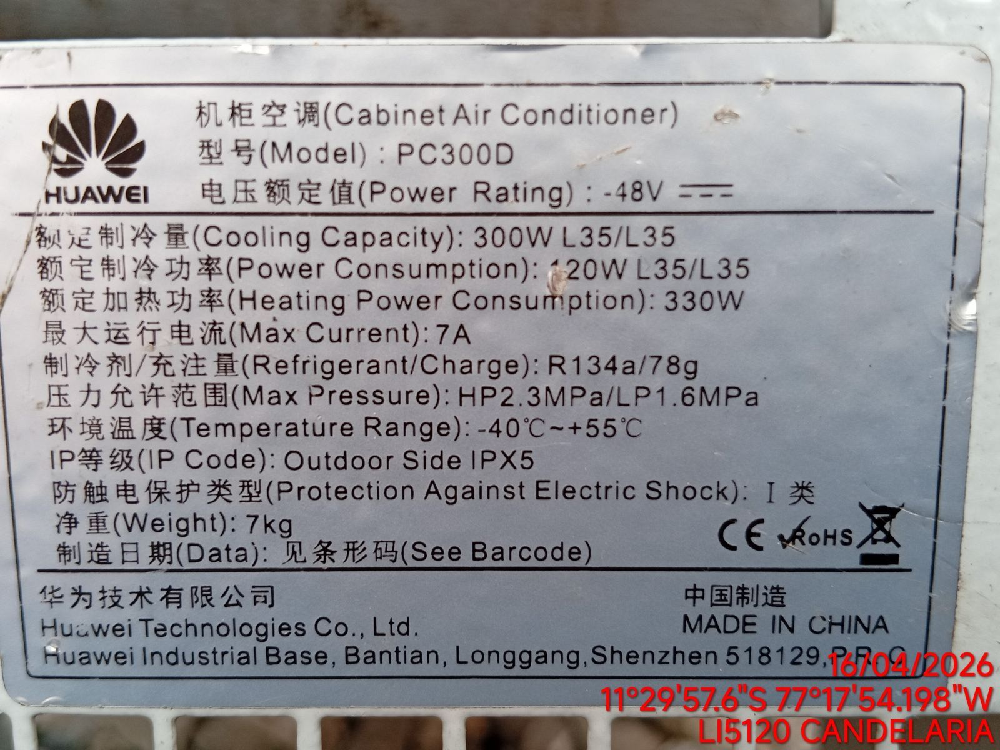 HUAWEI
机柜空调(Cabinet Air Conditioner)
型号(Model) : PC300D
电压额定值(Power Rating) : -48V
额定制冷量(Cooling Capacity): 300W L35/L35
额定制冷功率(Power Consumption): 120W L35/L35
额定加热功率(Heating Power Consumption): 330W
最大运行电流(Max Current): 7A
制冷剂/充注量(Refrigerant/Charge): R134a/78g
压力允许范围(Max Pressure): HP2.3MPa/LP1.6MPa
环境温度(Temperature Range): -40℃~+55℃
IP等级(IP Code): Outdoor Side IPX5
防触电保护类型(Protection Against Electric Shock): I 类
净重(Weight): 7kg
CE RoHS
制造日期(Data): 见条形码(See Barcode)
华为技术有限公司
中国制造
Huawei Technologies Co., Ltd.
MADE IN CHINA
Huawei Industrial Base, Bantian, Longgang,Shenzhen 518129,P.R.C
16/04/2026
11°29'57.6"S 77°17'54.198"W
LI5120 CANDELARIA